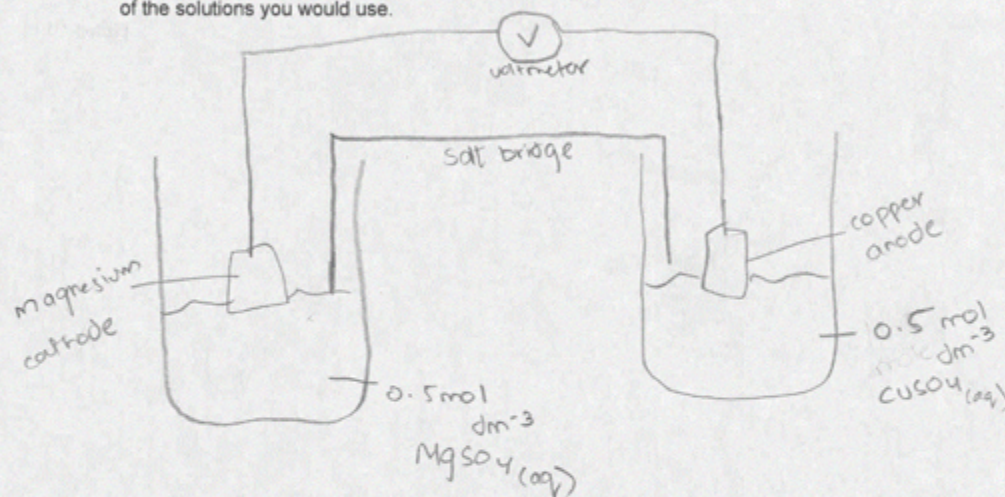 of the solutions you would use.
V
voltmeter
salt bridge
magnesium
cathode
copper
anode
0.5 mol
dm⁻³
MgSO4 (aq)
0.5 mol
dm⁻³
CuSO4 (aq)